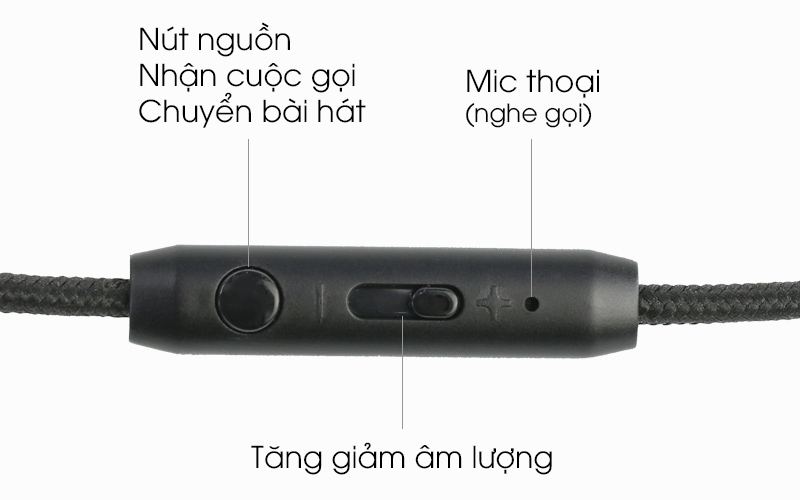 Nút nguồn
Nhận cuộc gọi
Chuyển bài hát
Mic thoại
(nghe gọi)
Tăng giảm âm lượng